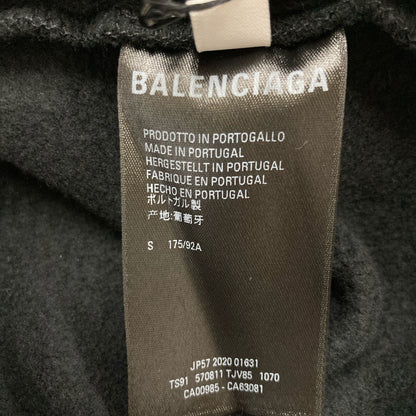 BALENCIAGA
PRODOTTO IN PORTOGALLO
MADE IN PORTUGAL
HERGESTELLT IN PORTUGAL
FABRIQUE EN PORTUGAL
HECHO EN PORTUGAL
ポルトガル製
产地:葡萄牙
S 175/92A
JP57 2020 01631
TS91 570811 TJV85 1070
CA00985 - CA63081